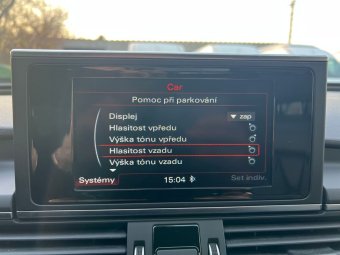 Car
Pomoc při parkování
Displej zap
Hlasitost vpředu
Výška tónu vpředu
Hlasitost vzadu
Výška tónu vzadu
Systémy 15:04 Set indiv.